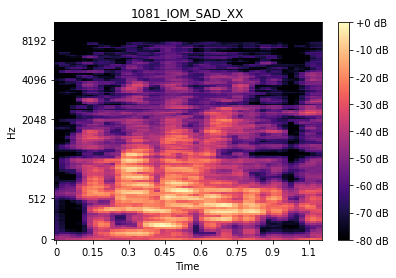 1081_IOM_SAD_XX
8192
4096
2048
1024
512
0
Hz
0 0.15 0.3 0.45 0.6 0.75 0.9 1.1
Time
+0 dB
-10 dB
-20 dB
-30 dB
-40 dB
-50 dB
-60 dB
-70 dB
-80 dB